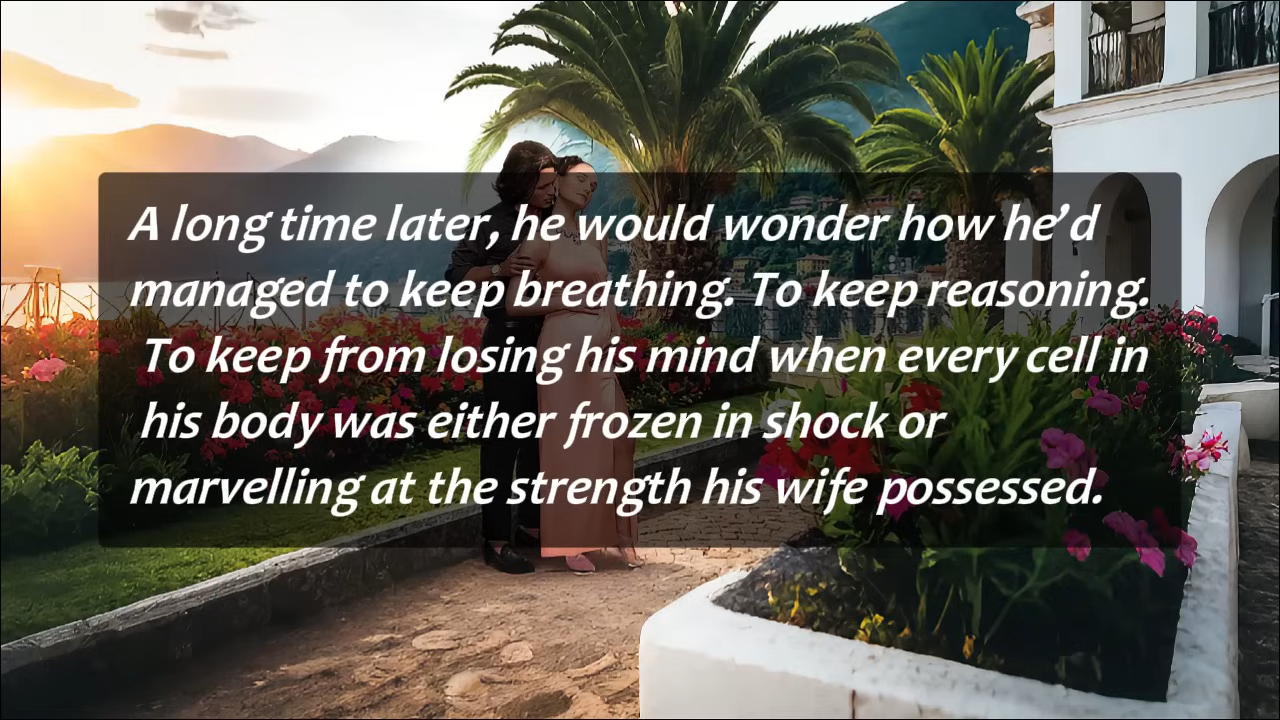 A long time later, he would wonder how he’d
managed to keep breathing. To keep reasoning.
To keep from losing his mind when every cell in
his body was either frozen in shock or
marvelling at the strength his wife possessed.